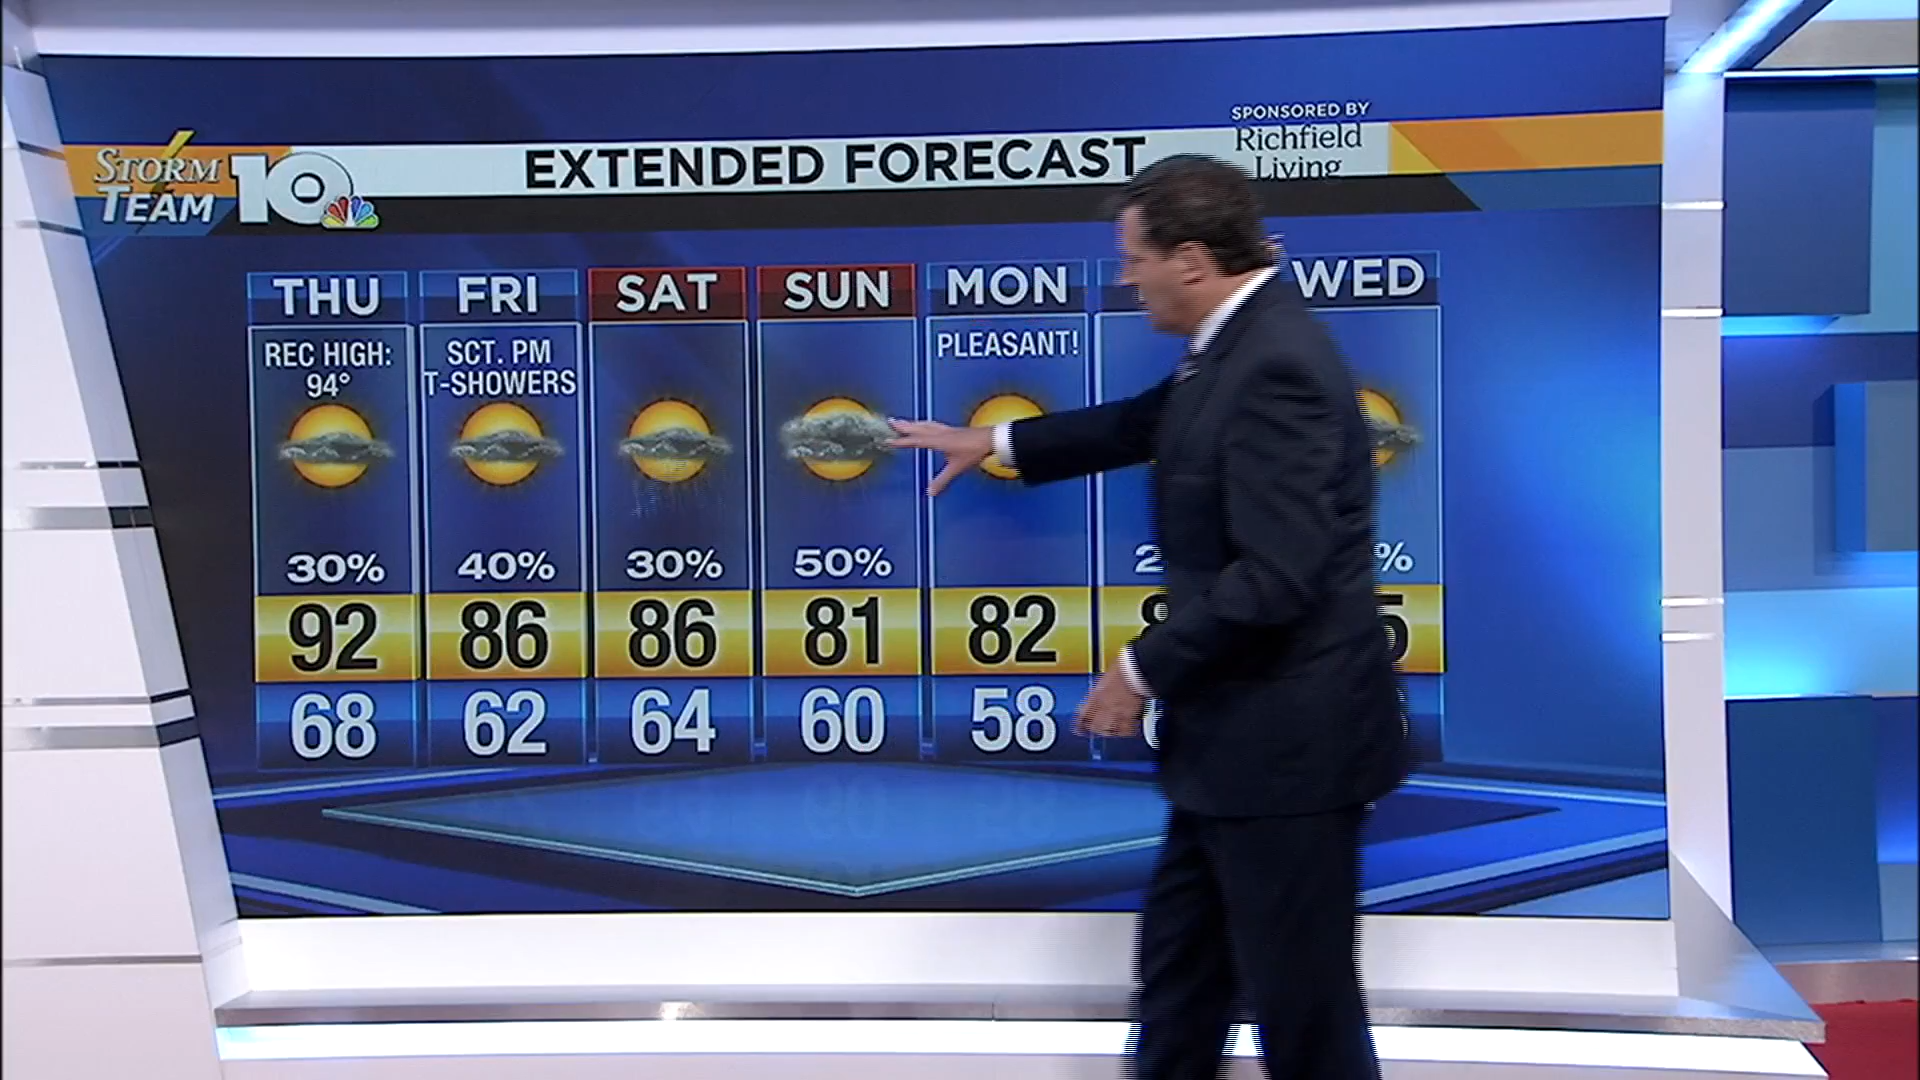 SPONSORED BY
Richfield
Living
STORM
TEAM
10
EXTENDED FORECAST
THU FRI SAT SUN MON WED
REC HIGH:
94°
SCT. PM
T-SHOWERS
PLEASANT!
30% 40% 30% 50%
92 86 86 81 82
68 62 64 60 58